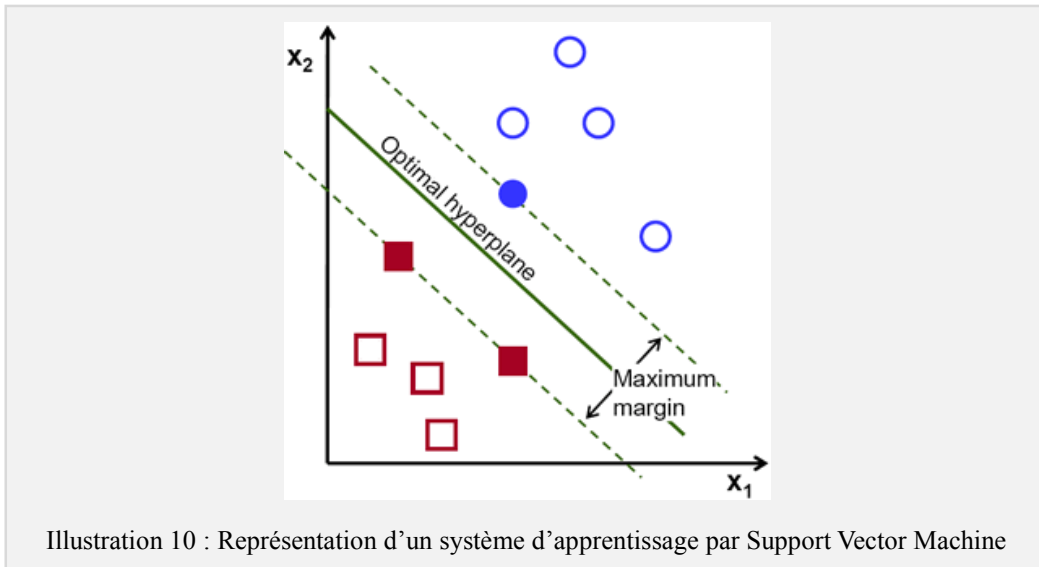 x2
Optimal hyperplane
Maximum
margin
x1
Illustration 10 : Représentation d’un système d’apprentissage par Support Vector Machine